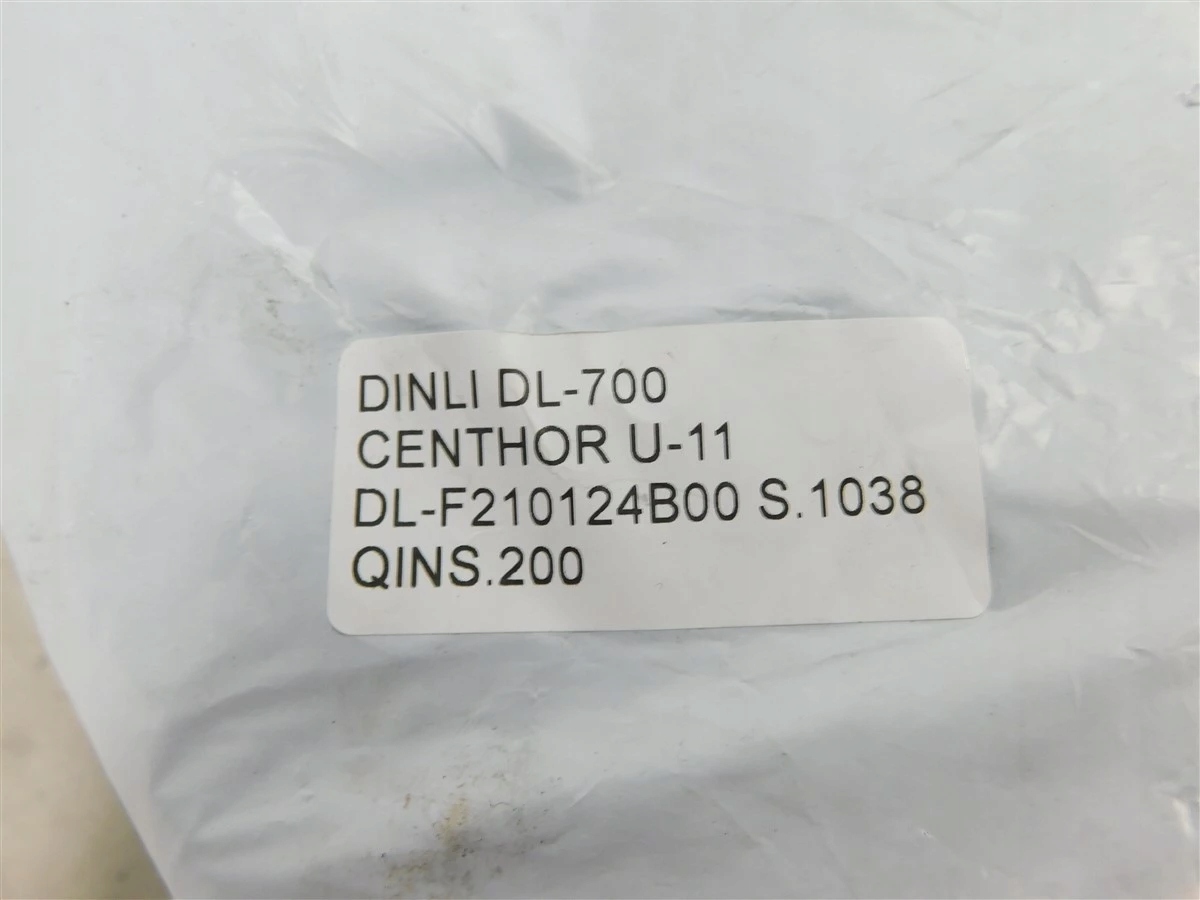 DINLI DL-700
CENTHOR U-11
DL-F210124B00 S.1038
QINS.200